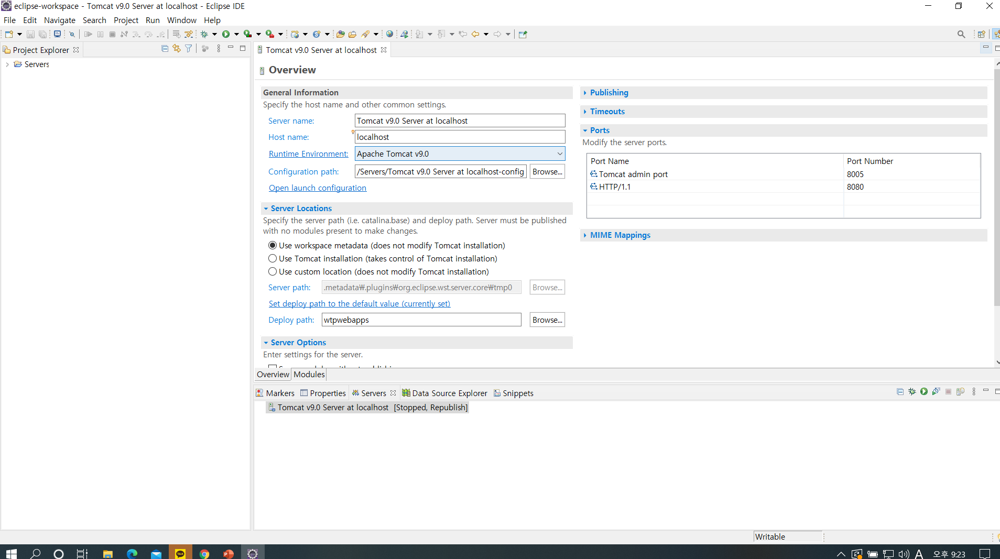 eclipse-workspace - Tomcat v9.0 Server at localhost - Eclipse IDE
File Edit Navigate Search Project Run Window Help
Project Explorer
Servers
Tomcat v9.0 Server at localhost
Overview
General Information
Specify the host name and other common settings.
Server name: Tomcat v9.0 Server at localhost
Host name: localhost
Runtime Environment: Apache Tomcat v9.0
Configuration path: /Servers/Tomcat v9.0 Server at localhost-config Browse...
Open launch configuration
Server Locations
Specify the server path (i.e. catalina.base) and deploy path. Server must be published
with no modules present to make changes.
Use workspace metadata (does not modify Tomcat installation)
Use Tomcat installation (takes control of Tomcat installation)
Use custom location (does not modify Tomcat installation)
Server path: .metadata₩.plugins₩org.eclipse.wst.server.core₩tmp0 Browse...
Set deploy path to the default value (currently set)
Deploy path: wtpwebapps Browse...
Server Options
Enter settings for the server.
Publishing
Timeouts
Ports
Modify the server ports.
Port Name Port Number
Tomcat admin port 8005
HTTP/1.1 8080
MIME Mappings
Overview Modules
Markers Properties Servers Data Source Explorer Snippets
Tomcat v9.0 Server at localhost [Stopped, Republish]
Writable
TALK
A 오후 9:23